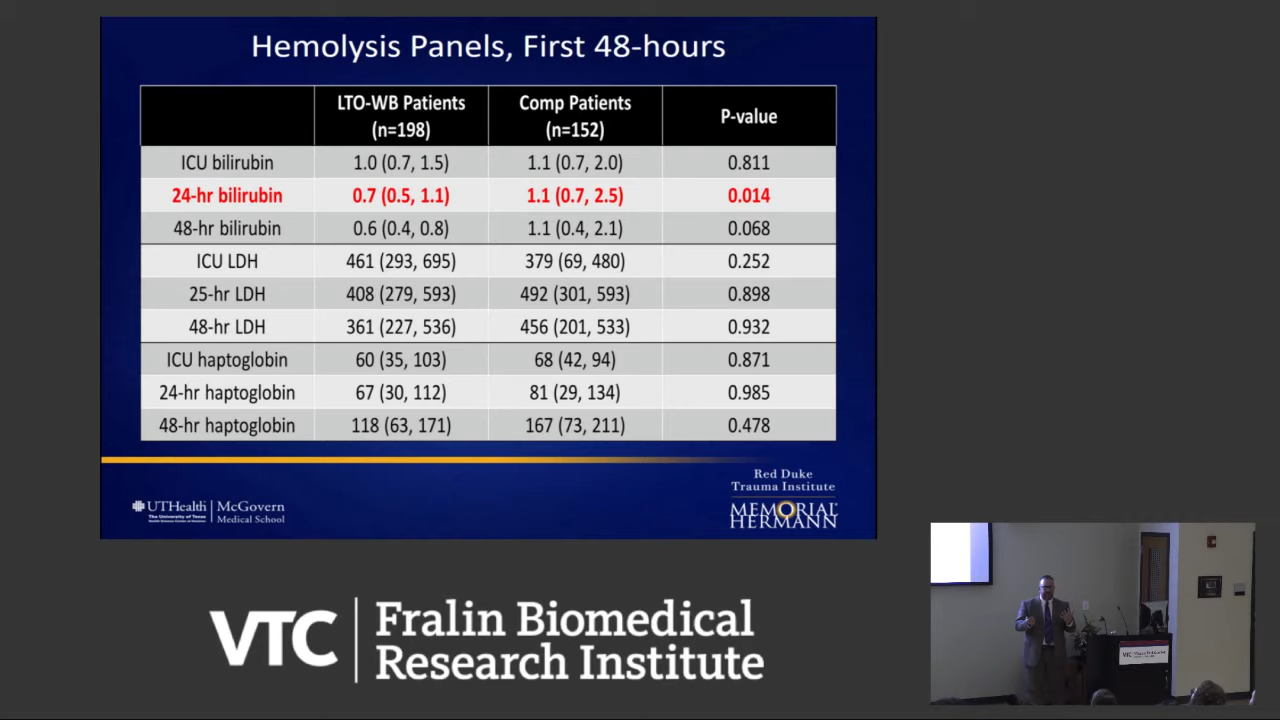 Hemolysis Panels, First 48-hours
LTO-WB Patients (n=198) Comp Patients (n=152) P-value
ICU bilirubin 1.0 (0.7, 1.5) 1.1 (0.7, 2.0) 0.811
24-hr bilirubin 0.7 (0.5, 1.1) 1.1 (0.7, 2.5) 0.014
48-hr bilirubin 0.6 (0.4, 0.8) 1.1 (0.4, 2.1) 0.068
ICU LDH 461 (293, 695) 379 (69, 480) 0.252
25-hr LDH 408 (279, 593) 492 (301, 593) 0.898
48-hr LDH 361 (227, 536) 456 (201, 533) 0.932
ICU haptoglobin 60 (35, 103) 68 (42, 94) 0.871
24-hr haptoglobin 67 (30, 112) 81 (29, 134) 0.985
48-hr haptoglobin 118 (63, 171) 167 (73, 211) 0.478
UTHealth McGovern
The University of Texas Medical School
Red Duke
Trauma Institute
MEMORIAL
HERMANN
VTC Fralin Biomedical
Research Institute
VTC